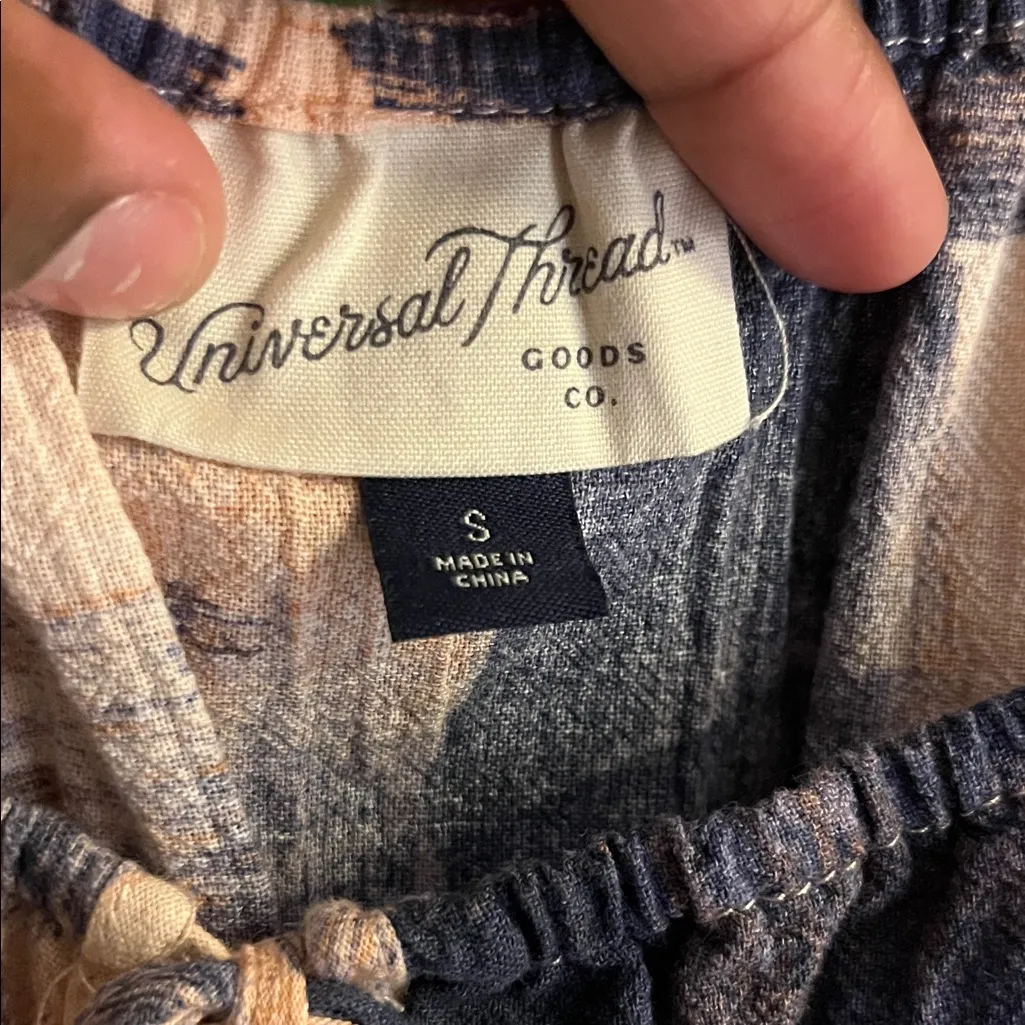 Universal Thread™
GOODS
CO.
S
MADE IN
CHINA